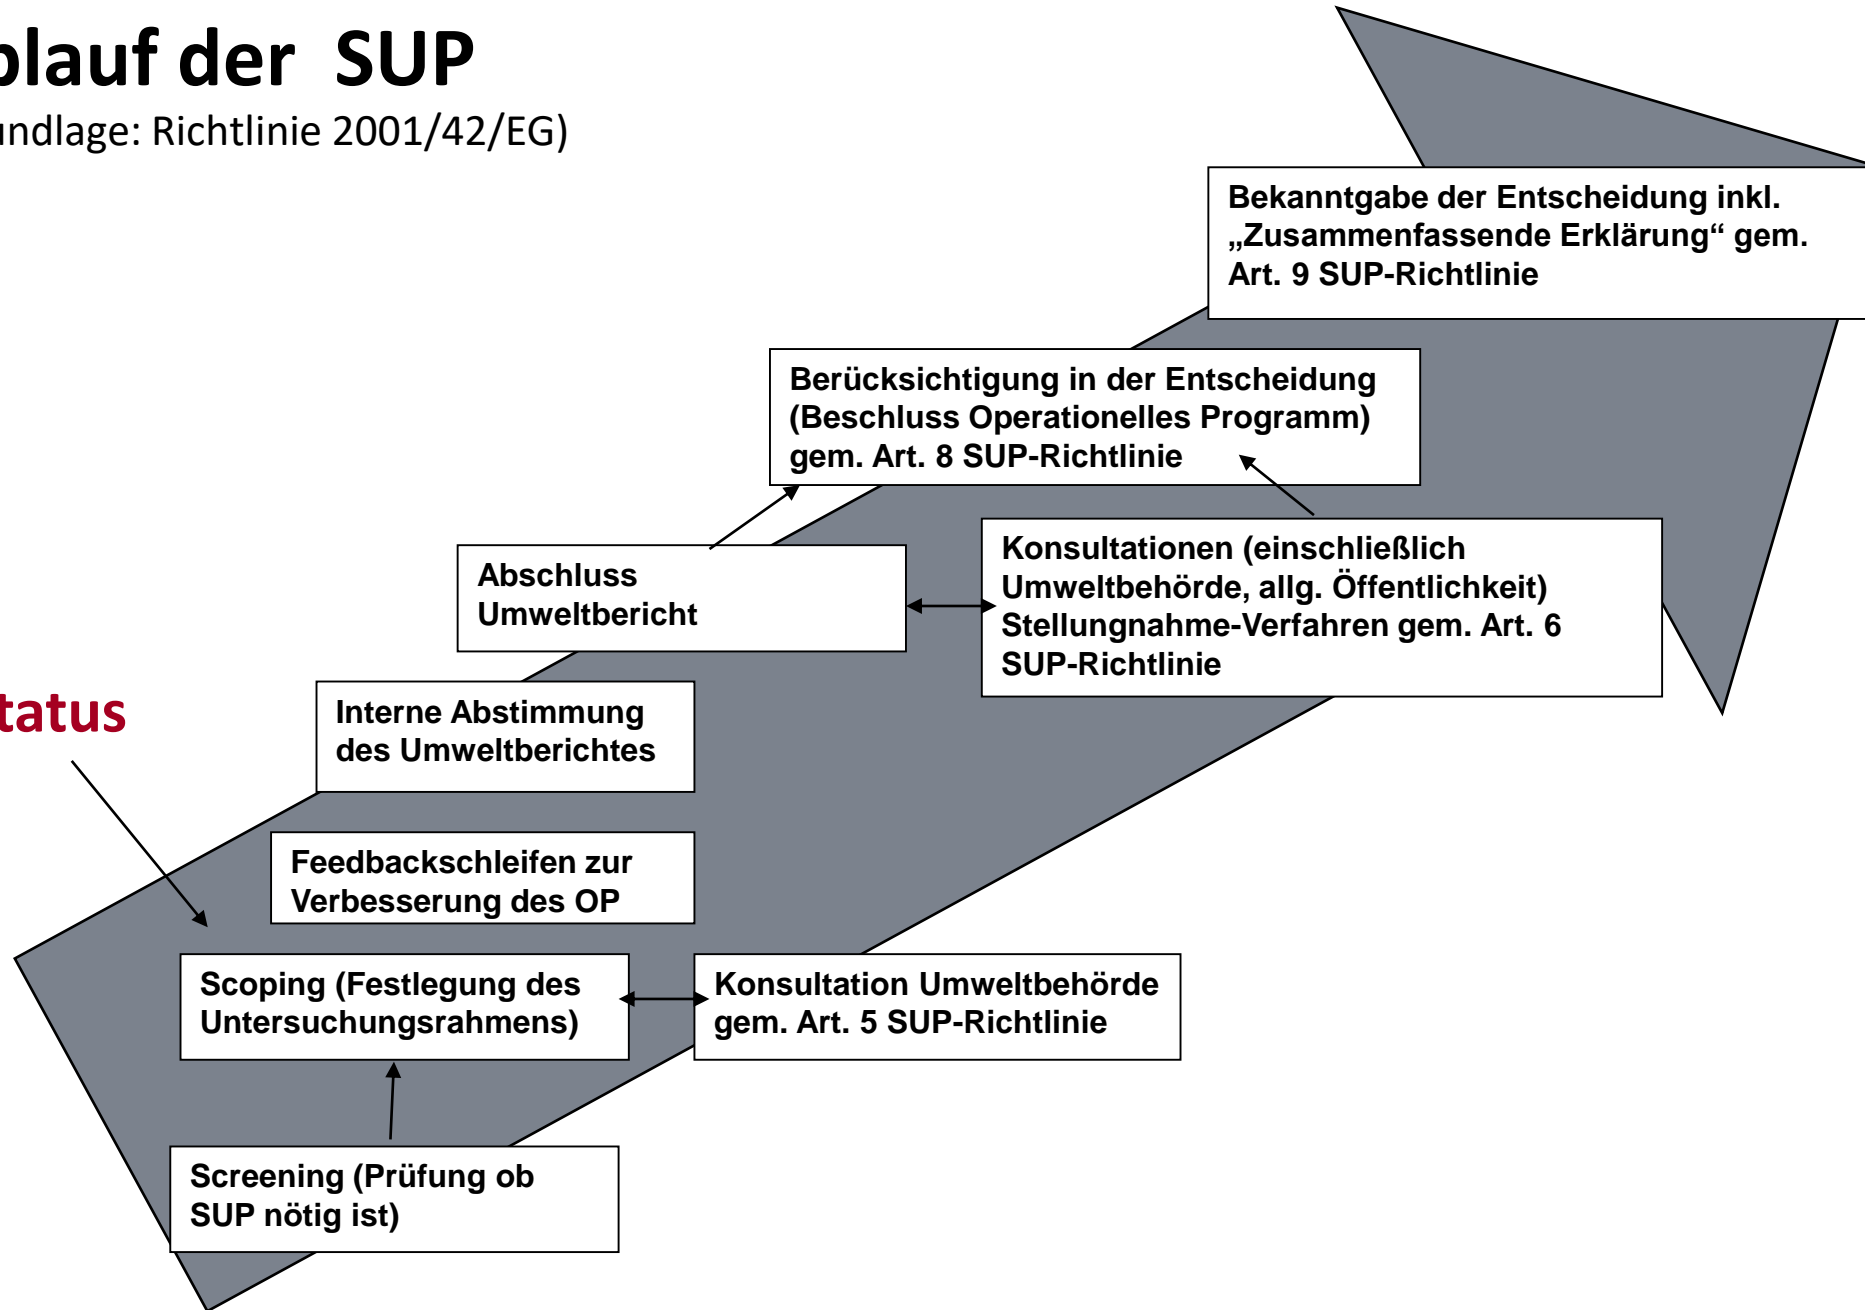 blauf der SUP
undlage: Richtlinie 2001/42/EG)
Bekanntgabe der Entscheidung inkl.
„Zusammenfassende Erklärung“ gem.
Art. 9 SUP-Richtlinie
Berücksichtigung in der Entscheidung
(Beschluss Operationelles Programm)
gem. Art. 8 SUP-Richtlinie
Abschluss
Umweltbericht
Konsultationen (einschließlich
Umweltbehörde, allg. Öffentlichkeit)
Stellungnahme-Verfahren gem. Art. 6
SUP-Richtlinie
tatus
Interne Abstimmung
des Umweltberichtes
Feedbackschleifen zur
Verbesserung des OP
Scoping (Festlegung des
Untersuchungsrahmens)
Konsultation Umweltbehörde
gem. Art. 5 SUP-Richtlinie
Screening (Prüfung ob
SUP nötig ist)